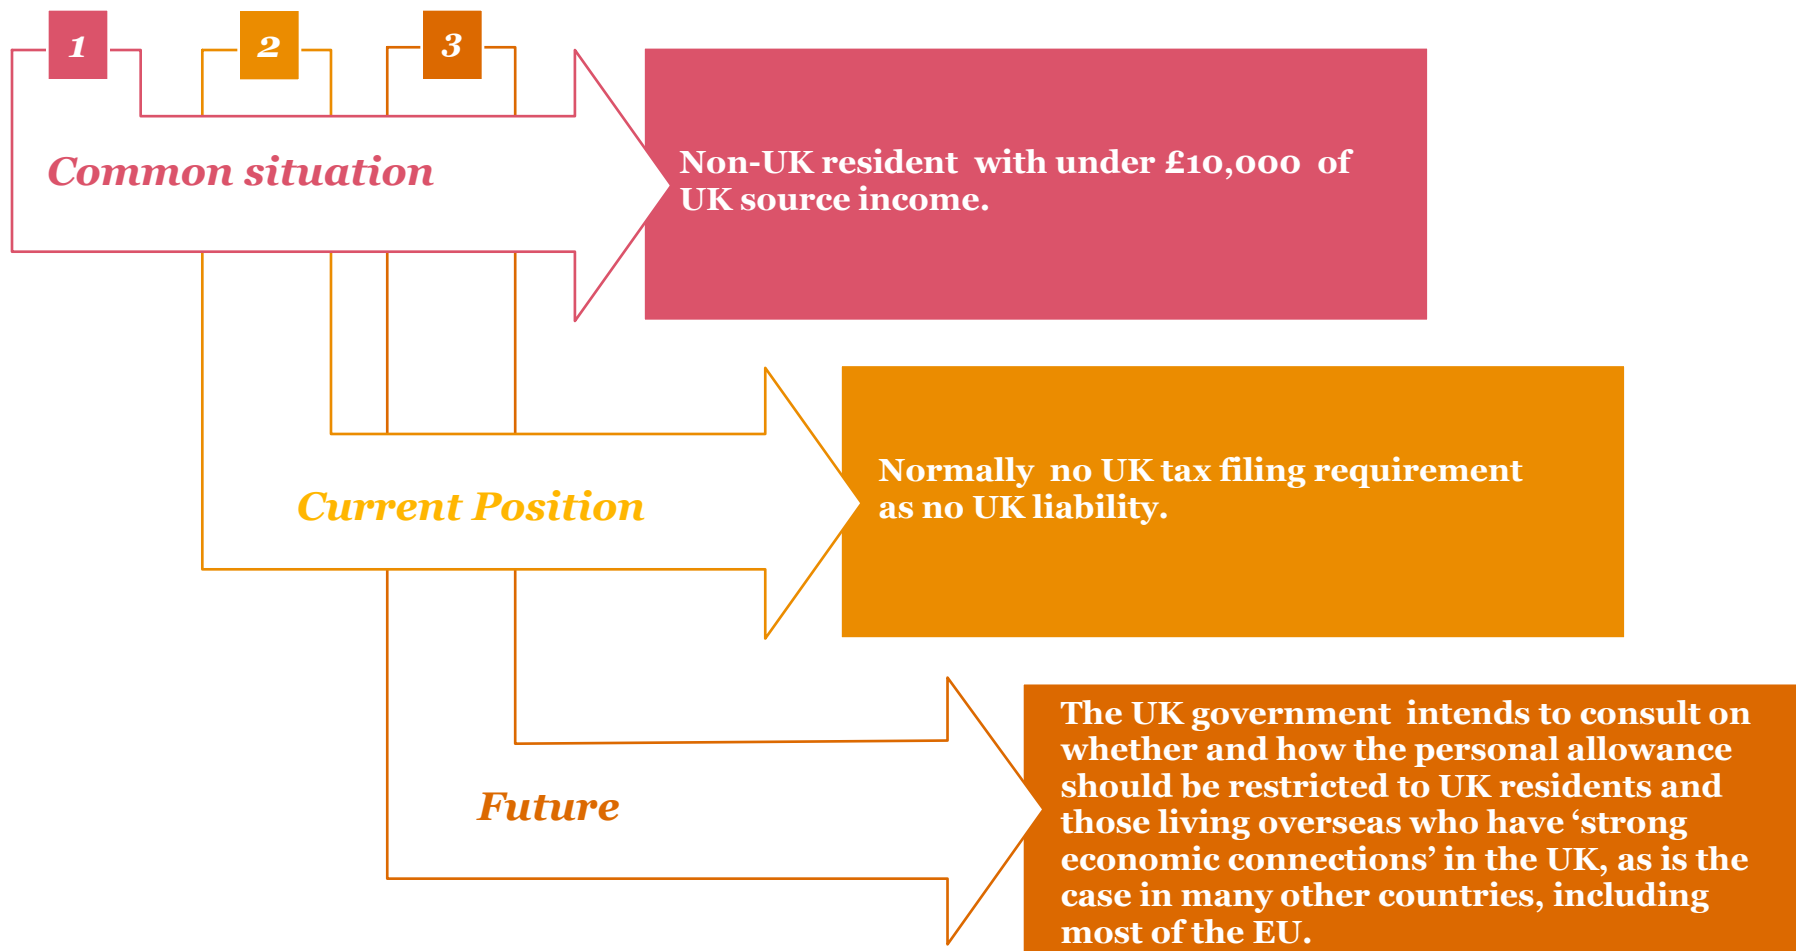 1
2
3
Common situation
Non-UK resident with under £10,000 of
UK source income.
Current Position
Normally no UK tax filing requirement
as no UK liability.
Future
The UK government intends to consult on
whether and how the personal allowance
should be restricted to UK residents and
those living overseas who have ‘strong
economic connections’ in the UK, as is the
case in many other countries, including
most of the EU.